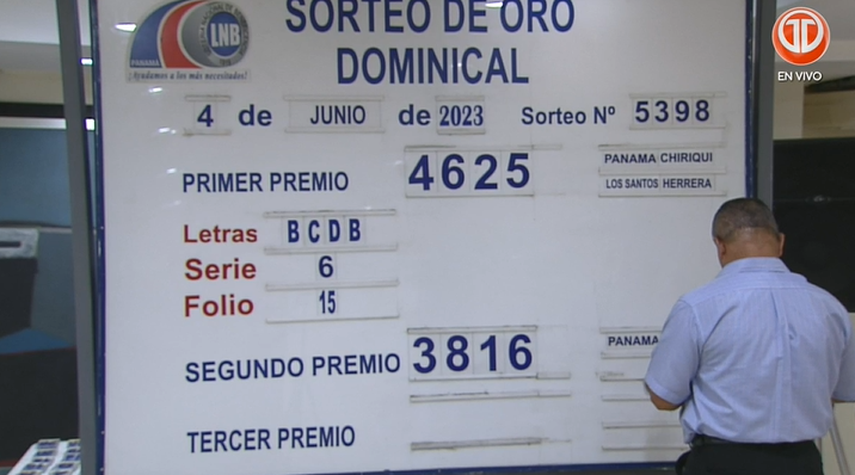 SORTEO DE ORO
DOMINICAL
LNB
PANAMÁ
¡Ayudamos a los más necesitados!
EN VIVO
4 de JUNIO de 2023 Sorteo Nº 5398
PRIMER PREMIO 4625 PANAMA CHIRIQUI
LOS SANTOS HERRERA
Letras B C D B
Serie 6
Folio 15
SEGUNDO PREMIO 3816 PANAMA
TERCER PREMIO